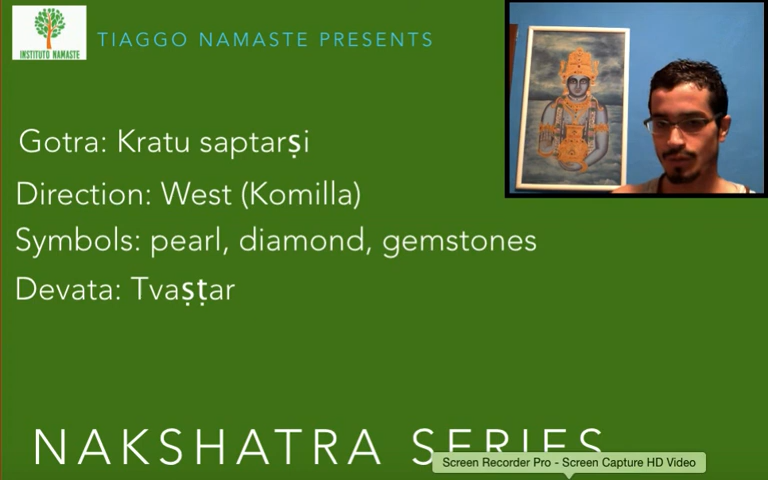 INSTITUTO NAMASTE
TIAGGO NAMASTE PRESENTS
Gotra: Kratu saptarṣi
Direction: West (Komilla)
Symbols: pearl, diamond, gemstones
Devata: Tvaṣṭar
NAKSHATRA SERIES
Screen Recorder Pro - Screen Capture HD Video